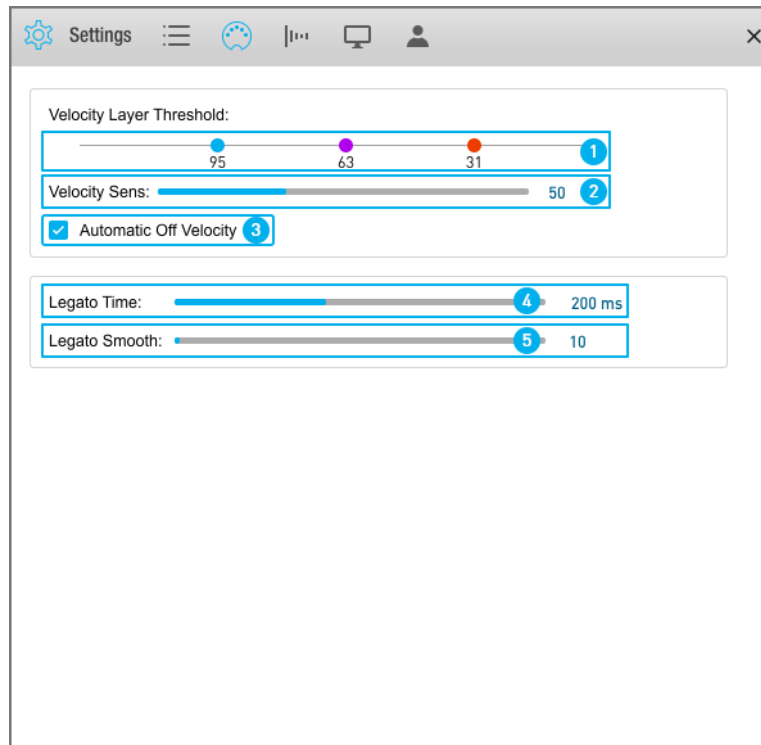 Settings
Velocity Layer Threshold:
1
95 63 31
Velocity Sens: 50 2
Automatic Off Velocity 3
Legato Time: 4 200 ms
Legato Smooth: 5 10